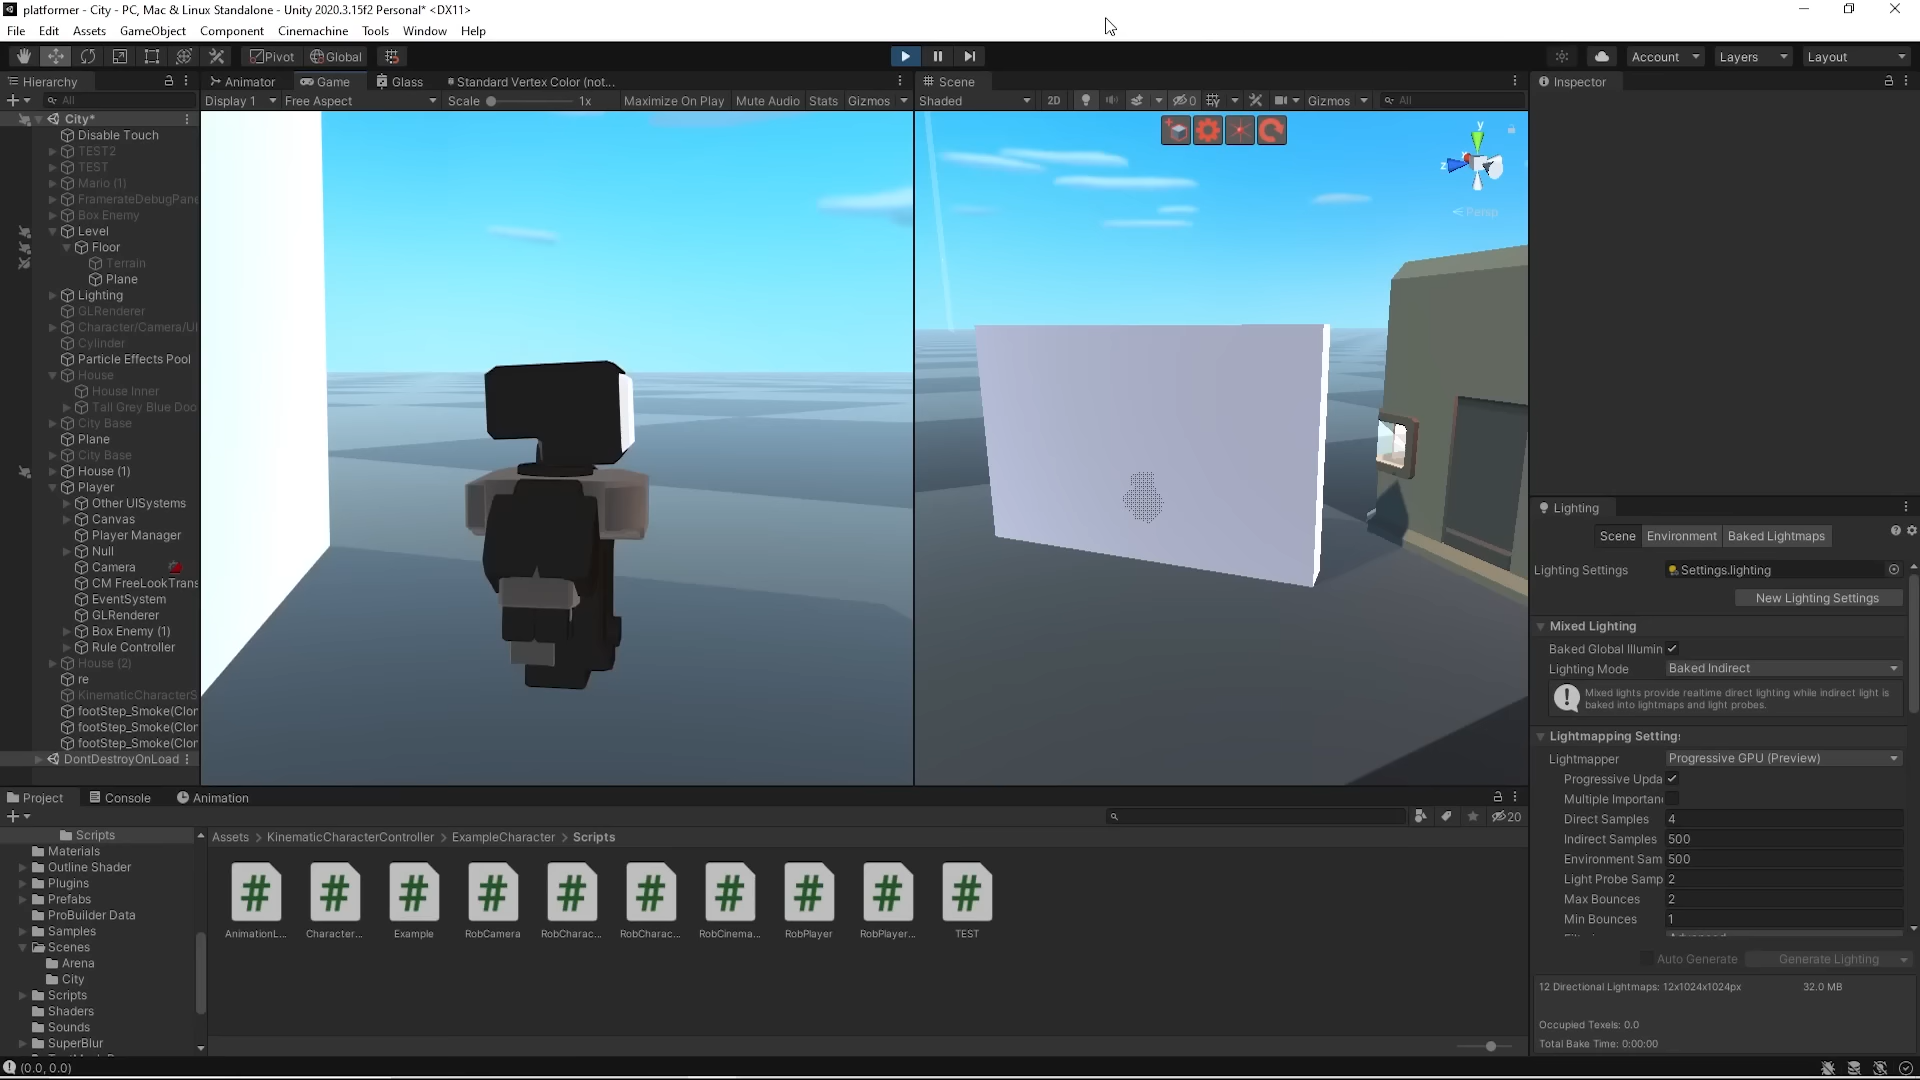 platformer - City - PC, Mac & Linux Standalone - Unity 2020.3.15f2 Personal* <DX11>
File Edit Assets GameObject Component Cinemachine Tools Window Help
Pivot Global
Account Layers Layout
Hierarchy
All
City*
Disable Touch
TEST2
TEST
Mario (1)
FramerateDebugPane
Box Enemy
Level
Floor
Terrain
Plane
Lighting
GLRenderer
Character/Camera/UI
Cylinder
Particle Effects Pool
House
House Inner
Tall Grey Blue Doo
City Base
Plane
City Base
House (1)
Player
Other UISystems
Canvas
Player Manager
Null
Camera
CM FreeLookTrans
EventSystem
GLRenderer
Box Enemy (1)
Rule Controller
House (2)
re
KinematicCharacterS
footStep_Smoke(Clor
footStep_Smoke(Clor
footStep_Smoke(Clor
DontDestroyOnLoad
Animator Game Glass Standard Vertex Color (not...
Display 1 Free Aspect Scale 1x Maximize On Play Mute Audio Stats Gizmos
Scene
Shaded 2D 0 Gizmos All
y
z
Persp
Inspector
Lighting
Scene Environment Baked Lightmaps
Lighting Settings Settings.lighting
New Lighting Settings
Mixed Lighting
Baked Global Illumin
Lighting Mode Baked Indirect
Mixed lights provide realtime direct lighting while indirect light is
baked into lightmaps and light probes.
Lightmapping Settings
Lightmapper Progressive GPU (Preview)
Progressive Upda
Multiple Importan
Direct Samples 4
Indirect Samples 500
Environment Sam 500
Light Probe Samp 2
Max Bounces 2
Min Bounces 1
Auto Generate Generate Lighting
12 Directional Lightmaps: 12x1024x1024px 32.0 MB
Occupied Texels: 0.0
Total Bake Time: 0:00:00
Project Console Animation
20
Scripts
Materials
Outline Shader
Plugins
Prefabs
ProBuilder Data
Samples
Scenes
Arena
City
Scripts
Shaders
Sounds
SuperBlur
Assets > KinematicCharacterController > ExampleCharacter > Scripts
AnimationL... Character... Example RobCamera RobCharac... RobCharac... RobCinema... RobPlayer RobPlayer... TEST
(0.0, 0.0)